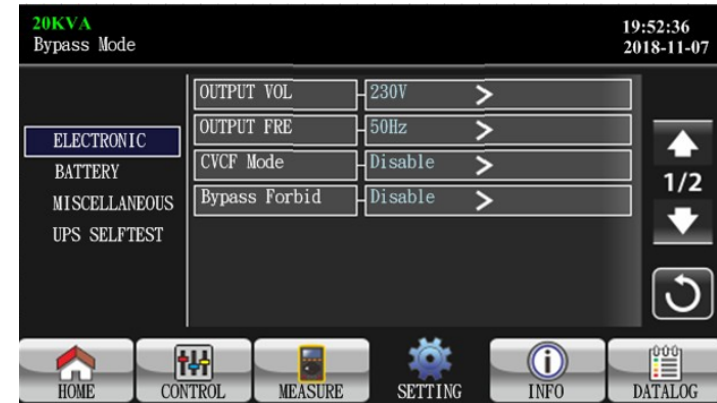 20KVA
Bypass Mode
19:52:36
2018-11-07
ELECTRONIC
BATTERY
MISCELLANEOUS
UPS SELFTEST
OUTPUT VOL 230V >
OUTPUT FRE 50Hz >
CVCF Mode Disable >
Bypass Forbid Disable >
1/2
HOME CONTROL MEASURE SETTING INFO DATALOG